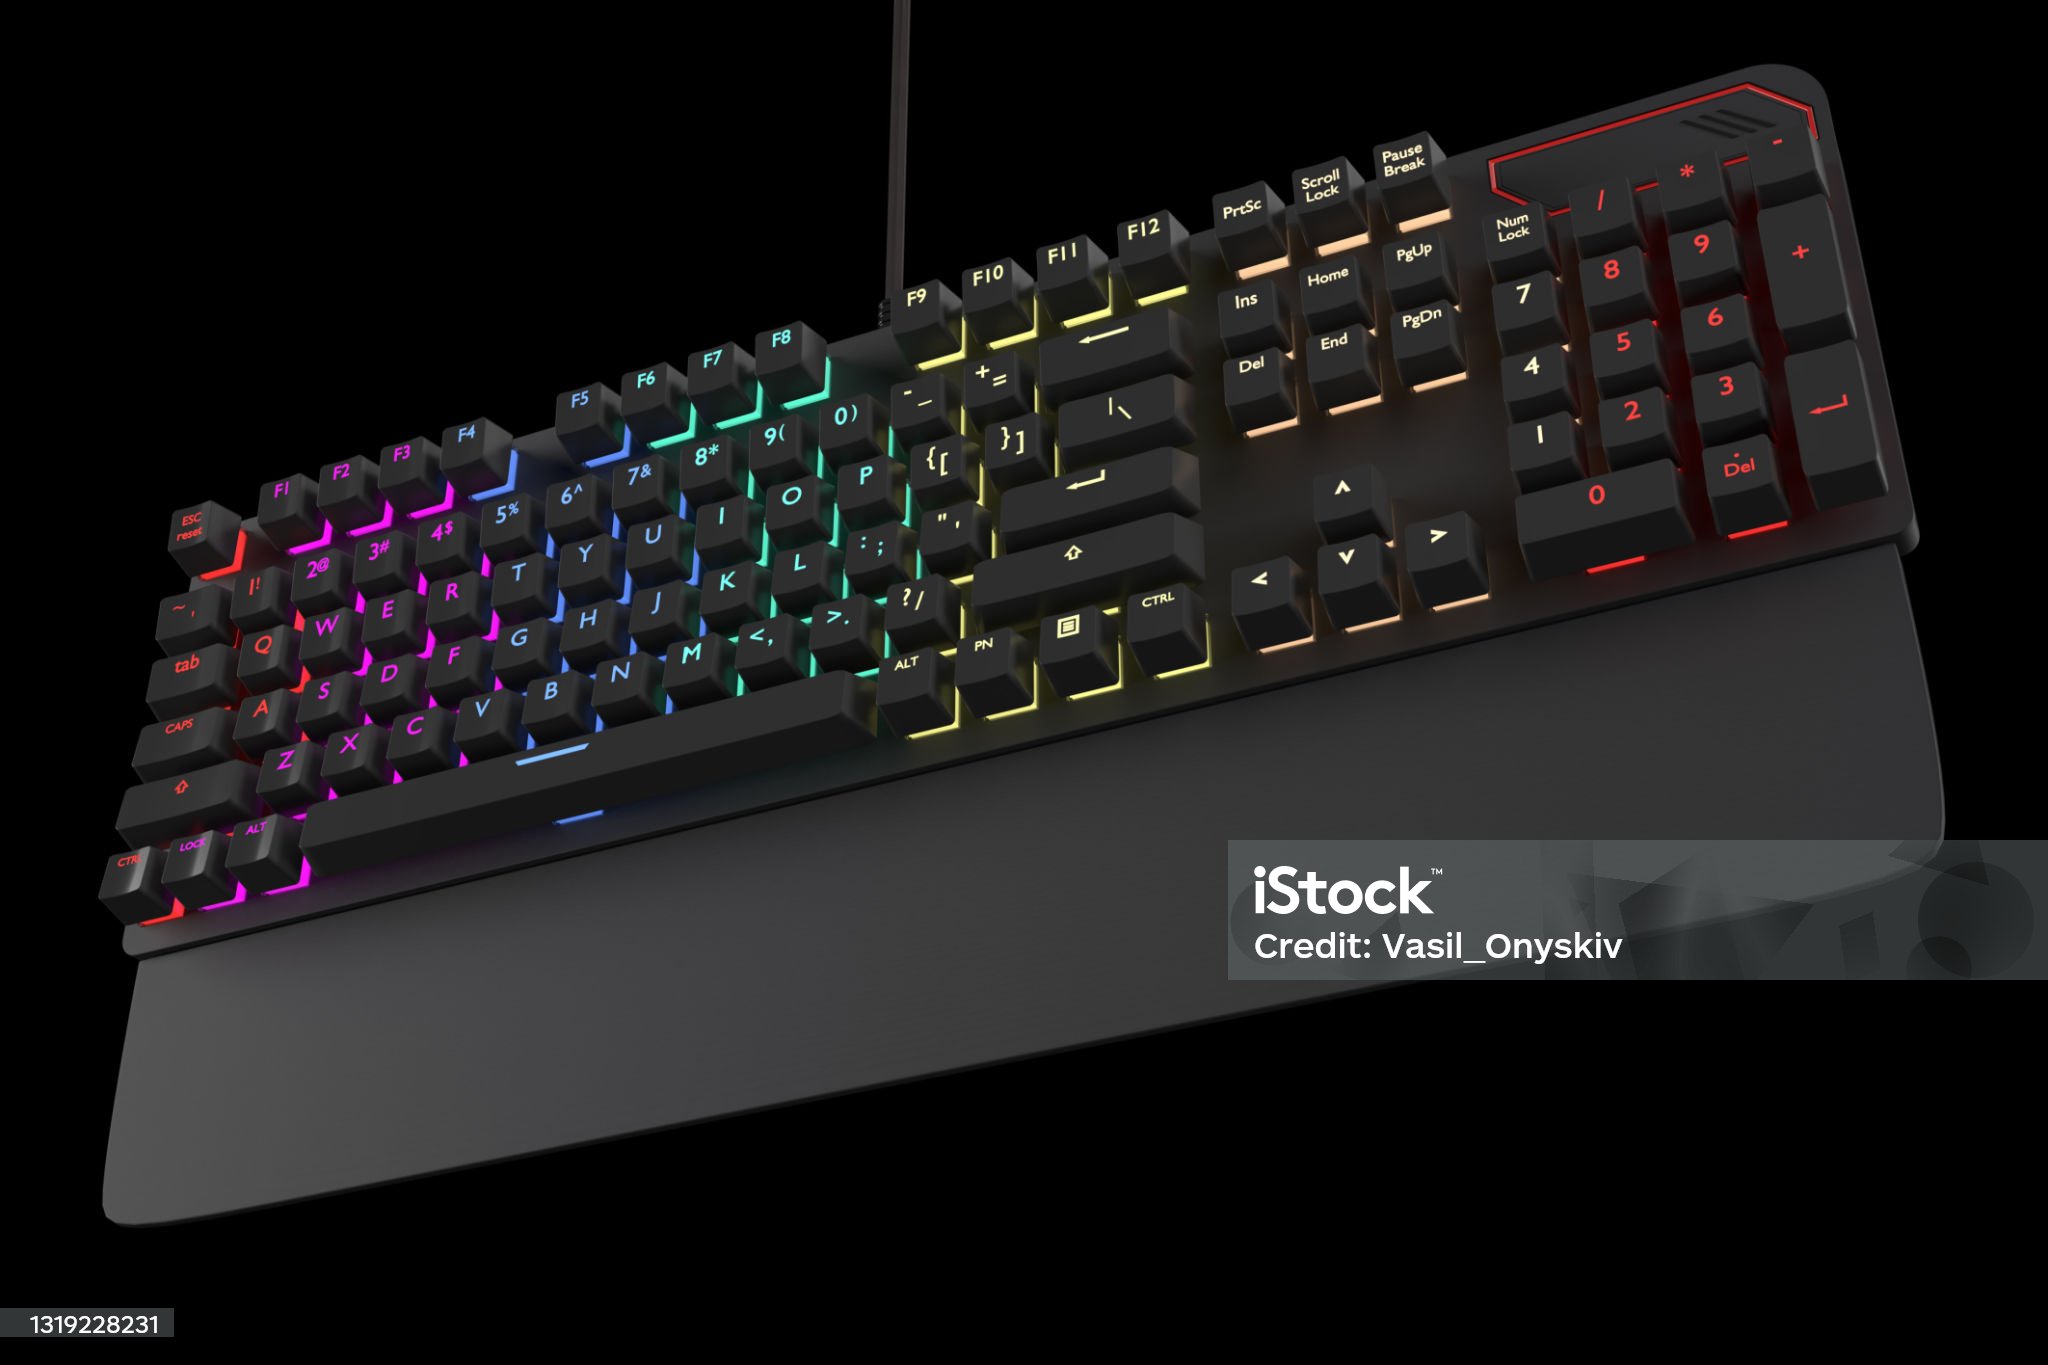 ESC reset F1 F2 F3 F4 F5 F6 F7 F8 F9 F10 F11 F12 PrtSc Scroll Lock Pause Break
~ , 1! 2@ 3# 4$ 5% 6^ 7& 8* 9( 0) - _ + = Ins Home PgUp Num Lock / * -
tab Q W E R T Y U I O P { [ } ] | \ Del End PgDn 7 8 9 +
CAPS A S D F G H J K L : ; " , 4 5 6
Z X C V B N M < , > . ? / ^ 1 2 3
CTRL LOCK ALT ALT PN CTRL < v > 0 . Del
iStock™
Credit: Vasil_Onyskiv
1319228231